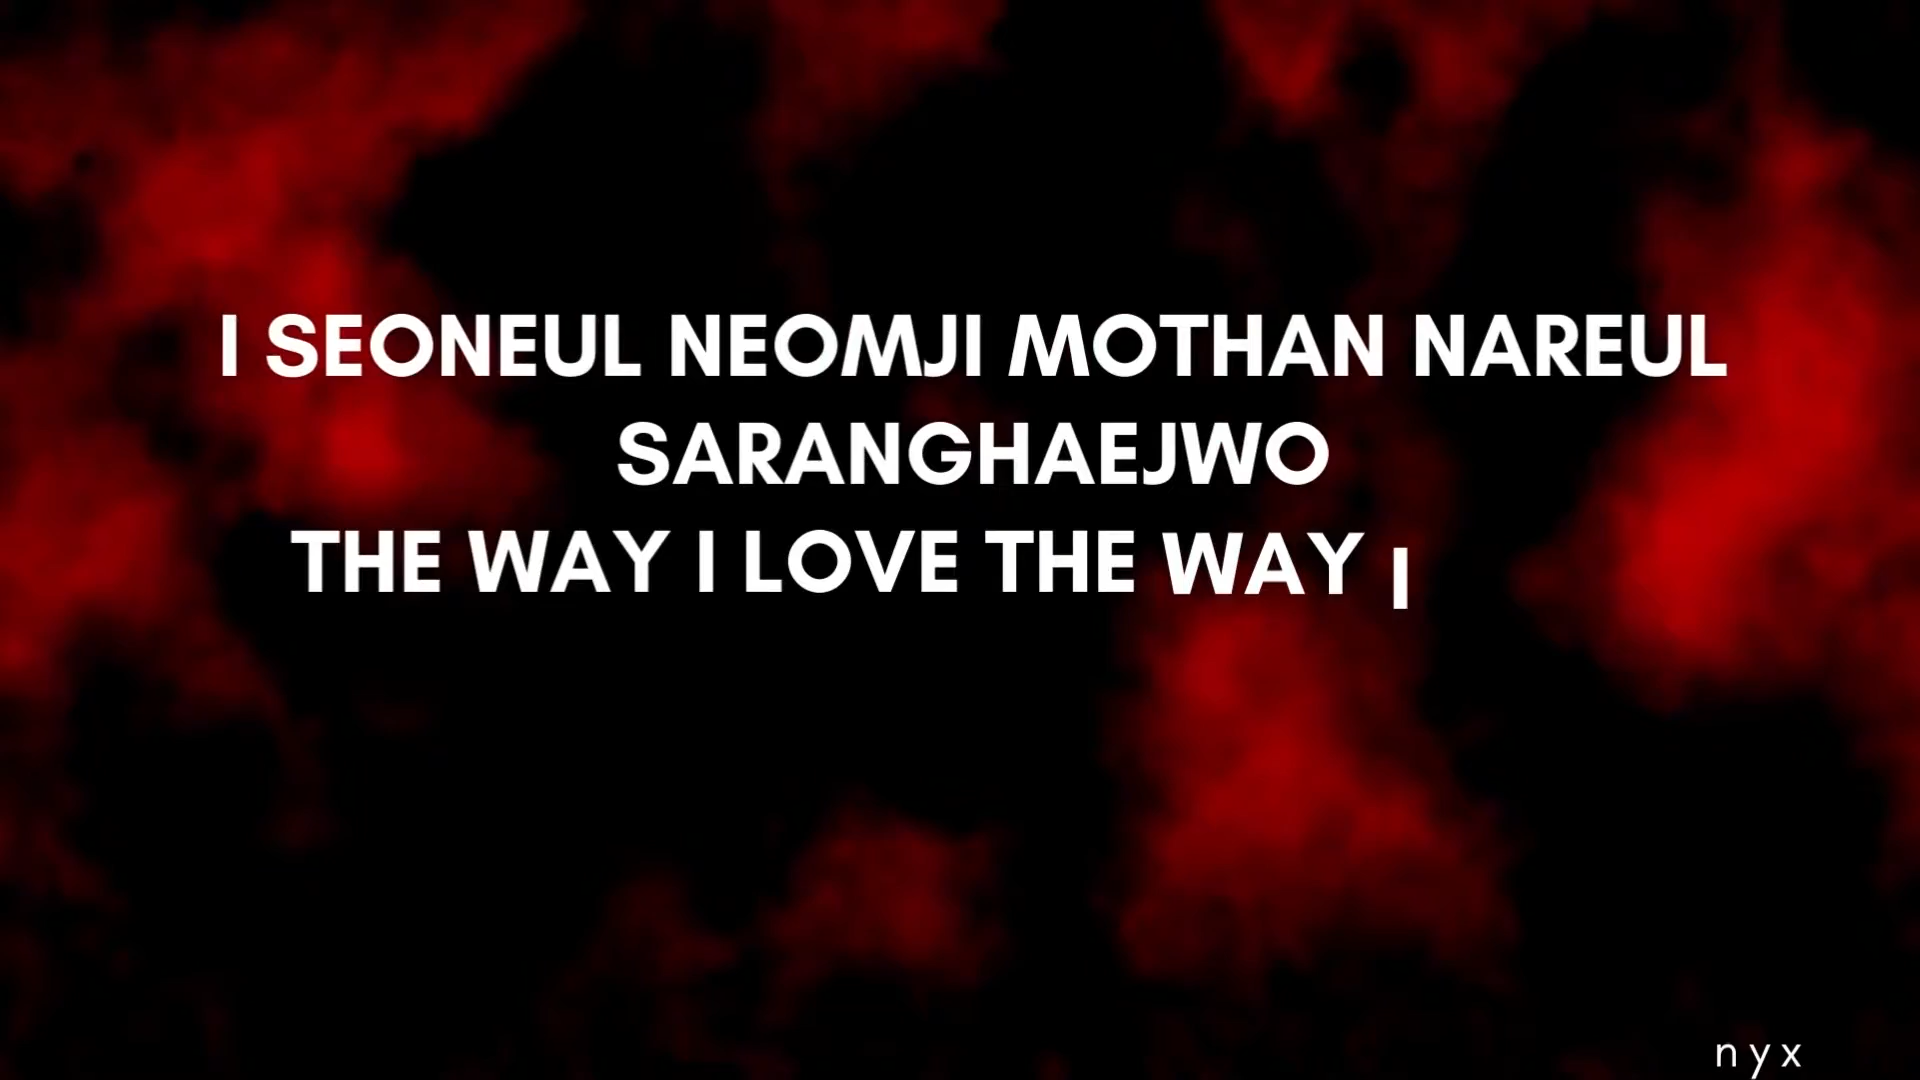 I SEONEUL NEOMJI MOTHAN NAREUL
SARANGHAEJWO
THE WAY I LOVE THE WAY I
nyx